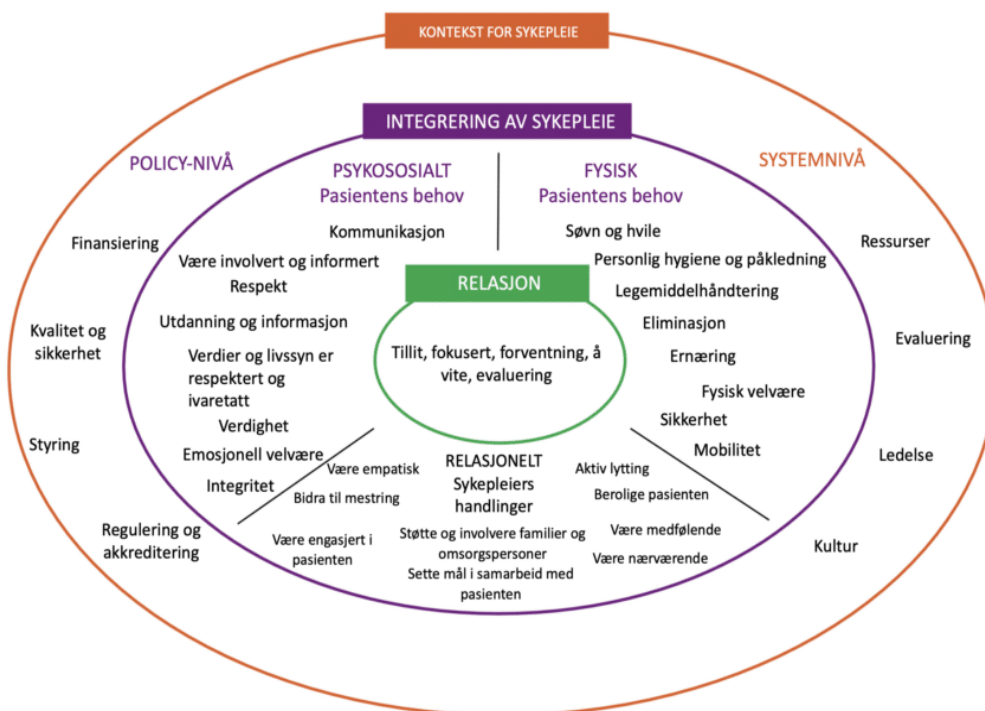 KONTEKST FOR SYKEPLEIE
INTEGRERING AV SYKEPLEIE
POLICY-NIVÅ
Finansiering
Kvalitet og
sikkerhet
Styring
Regulering og
akkreditering
PSYKOSOSIALT
Pasientens behov
Kommunikasjon
Være involvert og informert
Respekt
Utdanning og informasjon
Verdier og livssyn er
respektert og
ivaretatt
Verdighet
Emosjonell velvære
Integritet
FYSISK
Pasientens behov
Søvn og hvile
Personlig hygiene og påkledning
Legemiddelhåndtering
Eliminasjon
Ernæring
Fysisk velvære
Sikkerhet
Mobilitet
SYSTEMNIVÅ
Ressurser
Evaluering
Ledelse
Kultur
RELASJON
Tillit, fokusert, forventning, å
vite, evaluering
RELASJONELT
Sykepleiers
handlinger
Være empatisk
Bidra til mestring
Være engasjert i
pasienten
Støtte og involvere familier og
omsorgspersoner
Sette mål i samarbeid med
pasienten
Aktiv lytting
Berolige pasienten
Være medfølende
Være nærværende